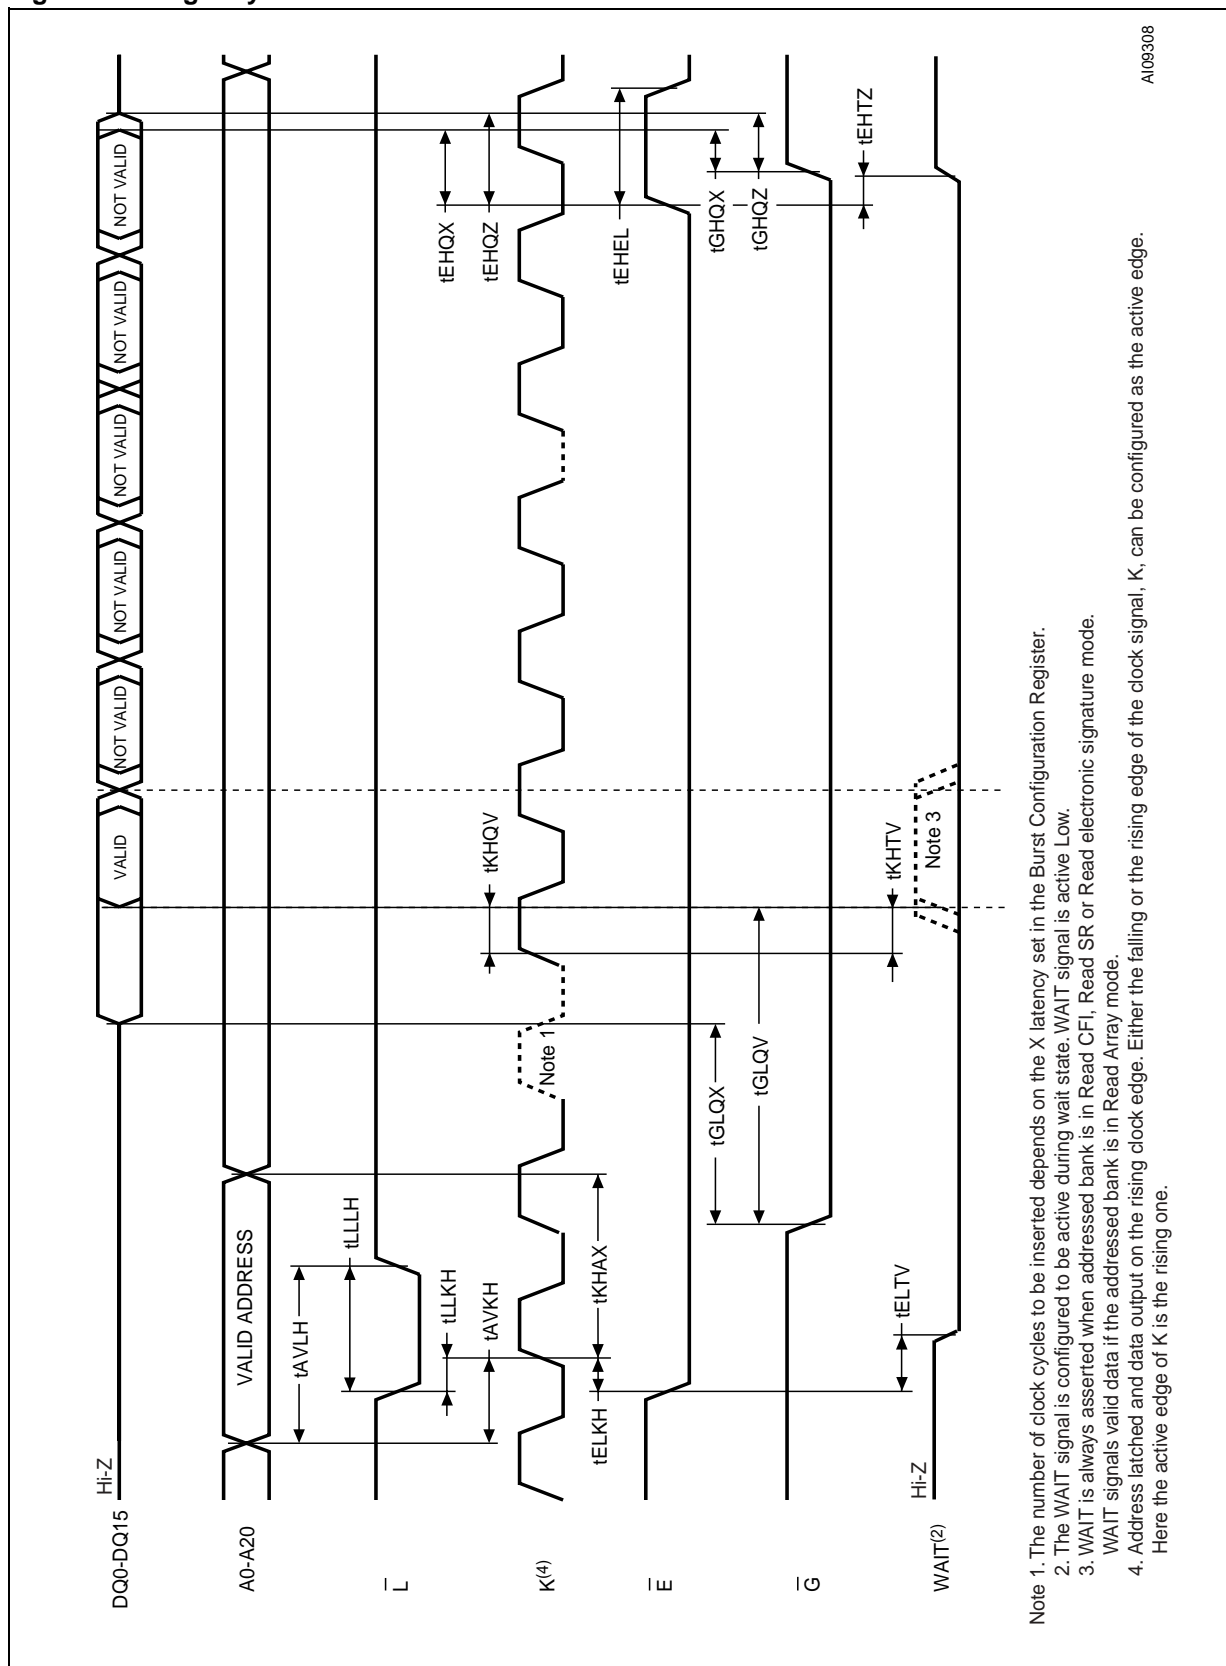 DQ0-DQ15
Hi-Z
VALID
NOT VALID
NOT VALID
NOT VALID
NOT VALID
NOT VALID
A0-A20
VALID ADDRESS
L
tAVLH
tLLLH
tLLKH
tAVKH
tKHQV
tEHQX
tEHQZ
K(4)
Note 1
tELKH
tKHAX
tEHEL
E
tGLQX
tGLQV
tGHQX
tGHQZ
G
tELTV
tKHTV
tEHTZ
WAIT(2)
Hi-Z
Note 3
Note 1. The number of clock cycles to be inserted depends on the X latency set in the Burst Configuration Register.
2. The WAIT signal is configured to be active during wait state. WAIT signal is active Low.
3. WAIT is always asserted when addressed bank is in Read CFI, Read SR or Read electronic signature mode.
WAIT signals valid data if the addressed bank is in Read Array mode.
4. Address latched and data output on the rising clock edge. Either the falling or the rising edge of the clock signal, K, can be configured as the active edge.
Here the active edge of K is the rising one.
AI09308